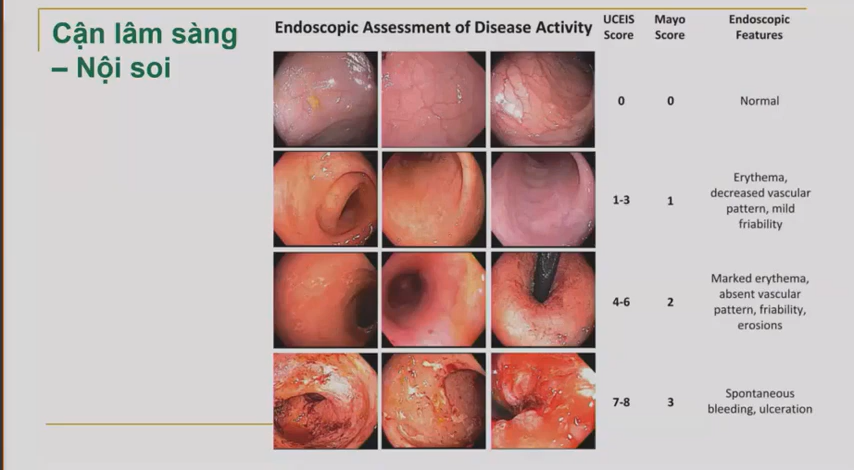 Cận lâm sàng
– Nội soi
Endoscopic Assessment of Disease Activity
UCEIS
Score
Mayo
Score
Endoscopic
Features
0
0
Normal
1-3
1
Erythema,
decreased vascular
pattern, mild
friability
4-6
2
Marked erythema,
absent vascular
pattern, friability,
erosions
7-8
3
Spontaneous
bleeding, ulceration